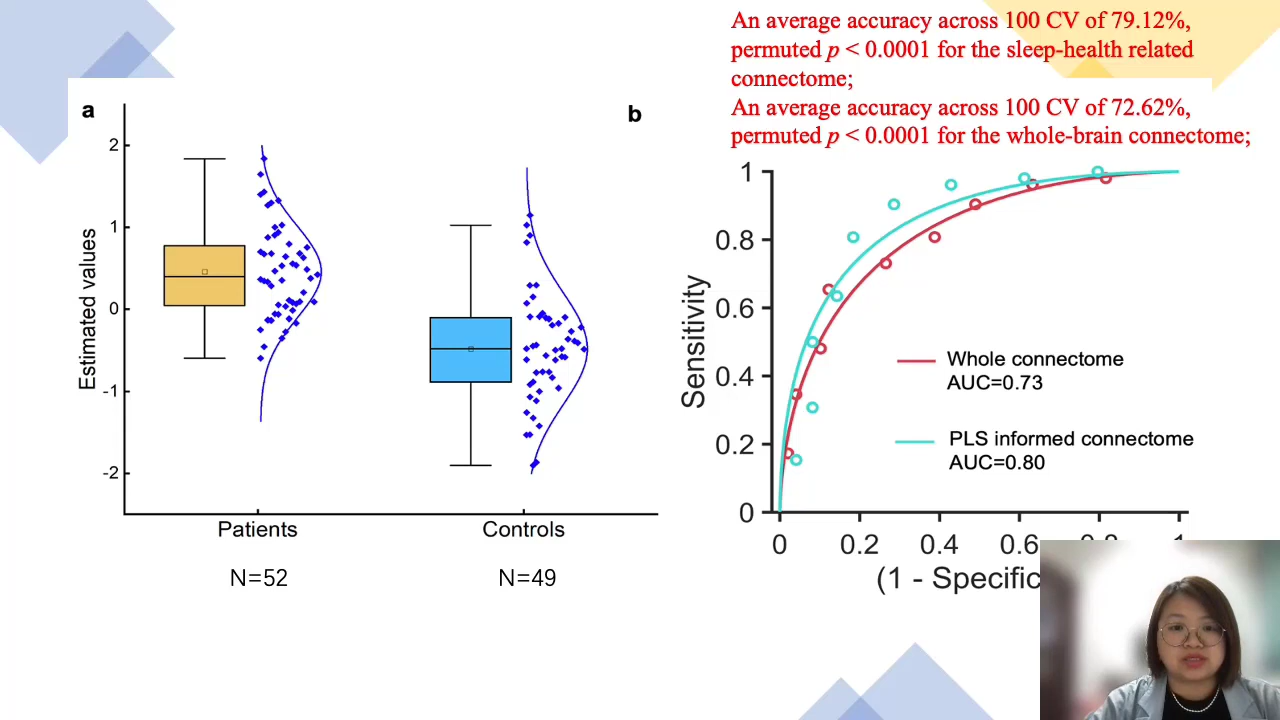 An average accuracy across 100 CV of 79.12%,
permuted p < 0.0001 for the sleep-health related
connectome;
An average accuracy across 100 CV of 72.62%,
permuted p < 0.0001 for the whole-brain connectome;
a
2
1
0
-1
-2
Estimated values
Patients
Controls
N=52
N=49
b
1
0.8
0.6
0.4
0.2
0
Sensitivity
Whole connectome
AUC=0.73
PLS informed connectome
AUC=0.80
0
0.2
0.4
0.6
(1 - Specific